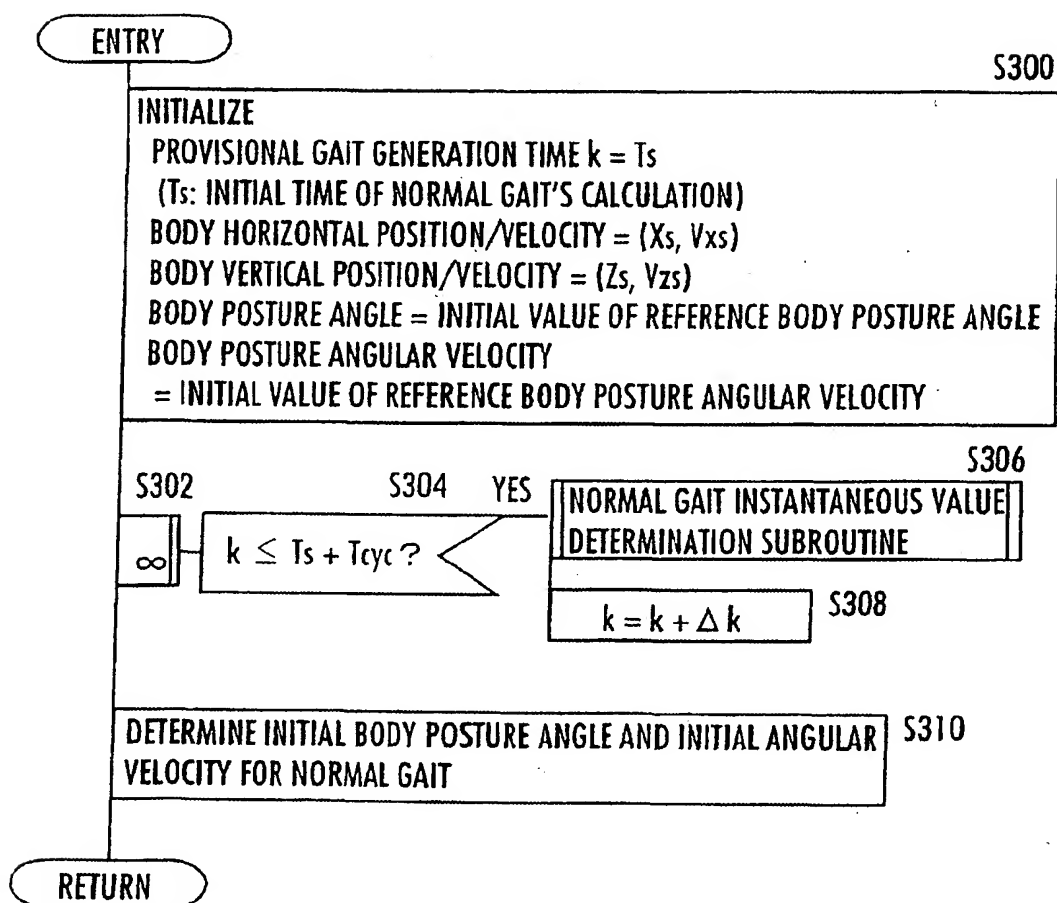 ENTRY
S300
INITIALIZE
PROVISIONAL GAIT GENERATION TIME k = Ts
(Ts: INITIAL TIME OF NORMAL GAIT'S CALCULATION)
BODY HORIZONTAL POSITION/VELOCITY = (Xs, Vxs)
BODY VERTICAL POSITION/VELOCITY = (Zs, Vzs)
BODY POSTURE ANGLE = INITIAL VALUE OF REFERENCE BODY POSTURE ANGLE
BODY POSTURE ANGULAR VELOCITY
= INITIAL VALUE OF REFERENCE BODY POSTURE ANGULAR VELOCITY
S302
∞
S304
k ≤ Ts + Tcyc ?
YES
S306
NORMAL GAIT INSTANTANEOUS VALUE
DETERMINATION SUBROUTINE
k = k + Δk
S308
DETERMINE INITIAL BODY POSTURE ANGLE AND INITIAL ANGULAR
VELOCITY FOR NORMAL GAIT
S310
RETURN